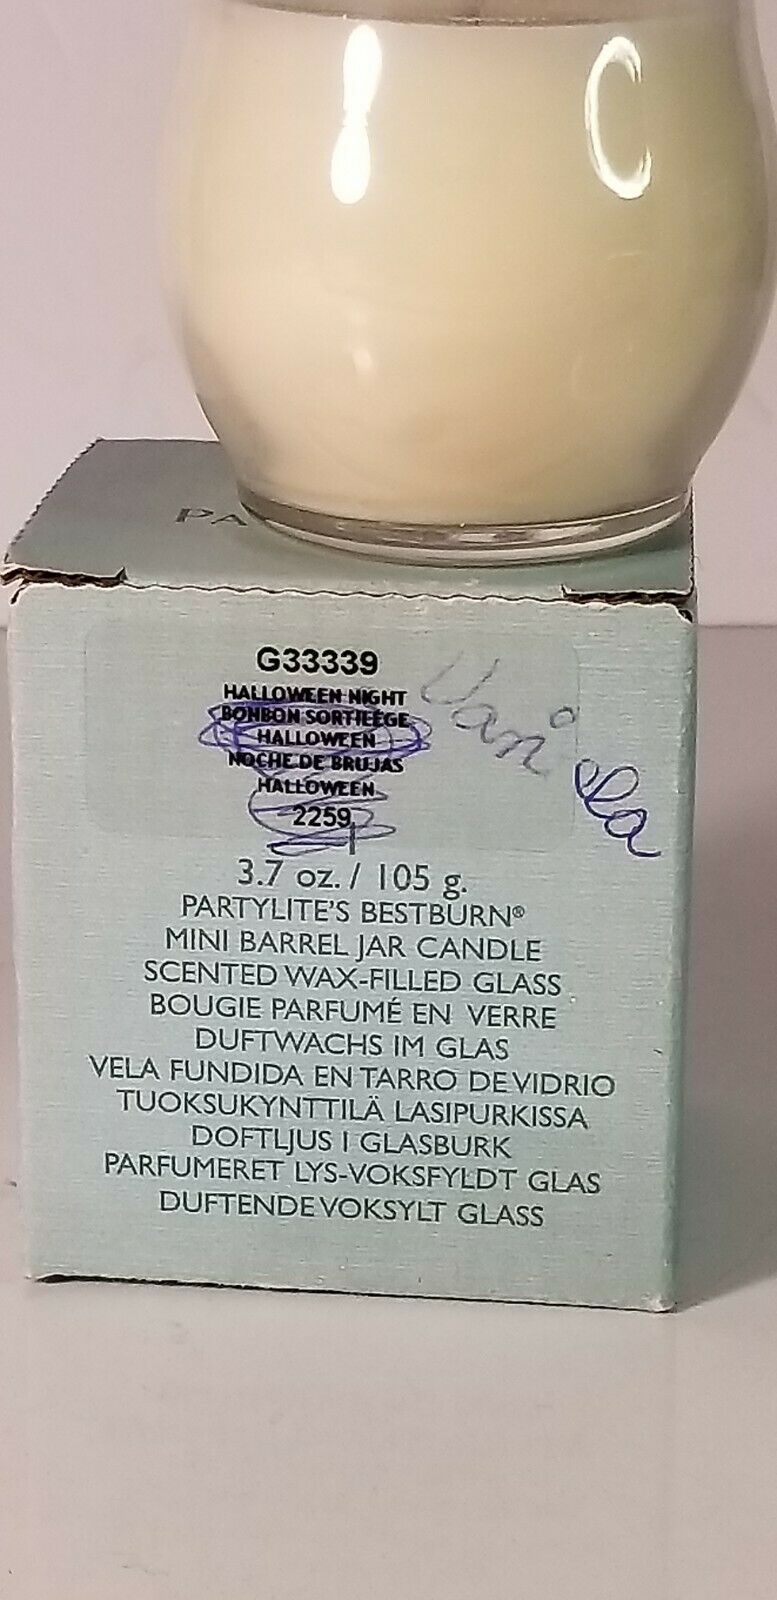 PA
G33339
HALLOWEEN NIGHT
BONBON SORTILÈGE
HALLOWEEN
NOCHE DE BRUJAS
HALLOWEEN
2259
Vanilla
3.7 oz. / 105 g.
PARTYLITE'S BESTBURN®
MINI BARREL JAR CANDLE
SCENTED WAX-FILLED GLASS
BOUGIE PARFUMÉ EN VERRE
DUFTWACHS IM GLAS
VELA FUNDIDA EN TARRO DE VIDRIO
TUOKSUKYNTTILÄ LASIPURKISSA
DOFTLJUS I GLASBURK
PARFUMERET LYS-VOKSFYLDT GLAS
DUFTENDE VOKSYLT GLASS